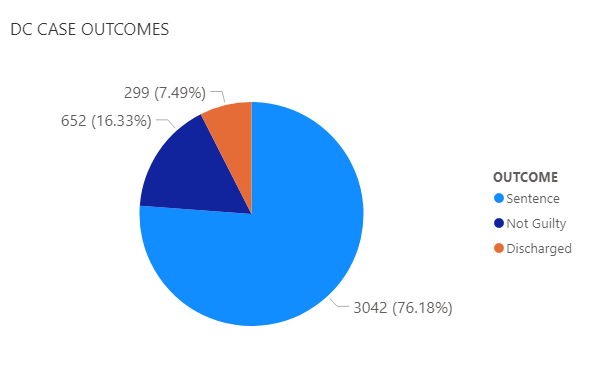 DC CASE OUTCOMES
299 (7.49%)
652 (16.33%)
3042 (76.18%)
OUTCOME
Sentence
Not Guilty
Discharged